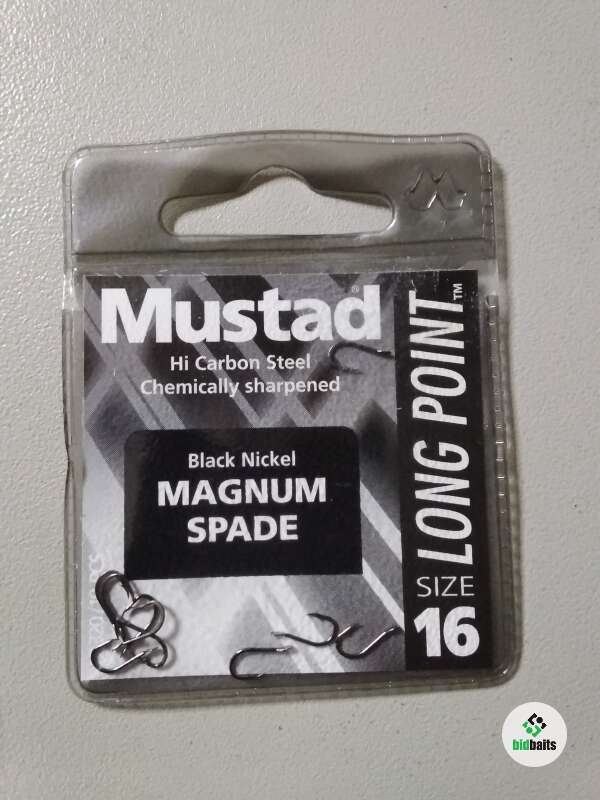 Mustad®
Hi Carbon Steel
Chemically sharpened
Black Nickel
MAGNUM
SPADE
LONG POINT™
SIZE
16
bidbaits